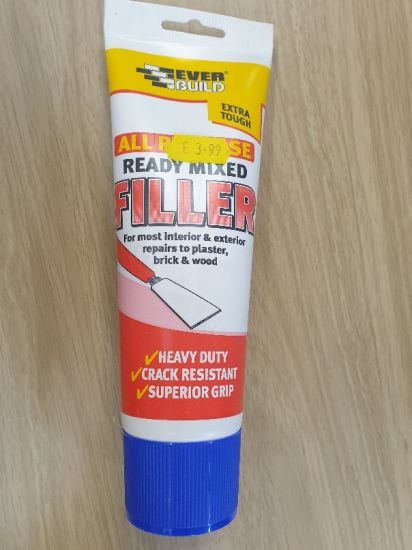 EVER
BUILD
EXTRA
TOUGH
ALL P
SE
£ 3.99
READY MIXED
FILLER
For most interior & exterior
repairs to plaster,
brick & wood
HEAVY DUTY
CRACK RESISTANT
SUPERIOR GRIP